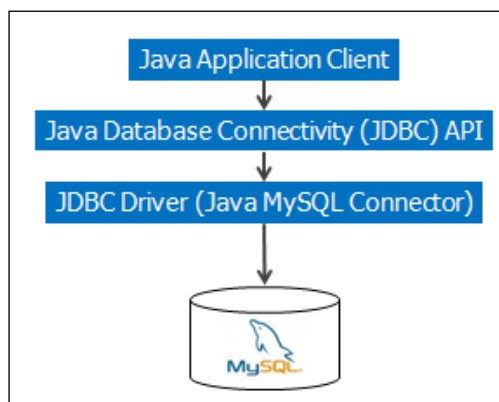 Java Application Client
Java Database Connectivity (JDBC) API
JDBC Driver (Java MySQL Connector)
MySQL